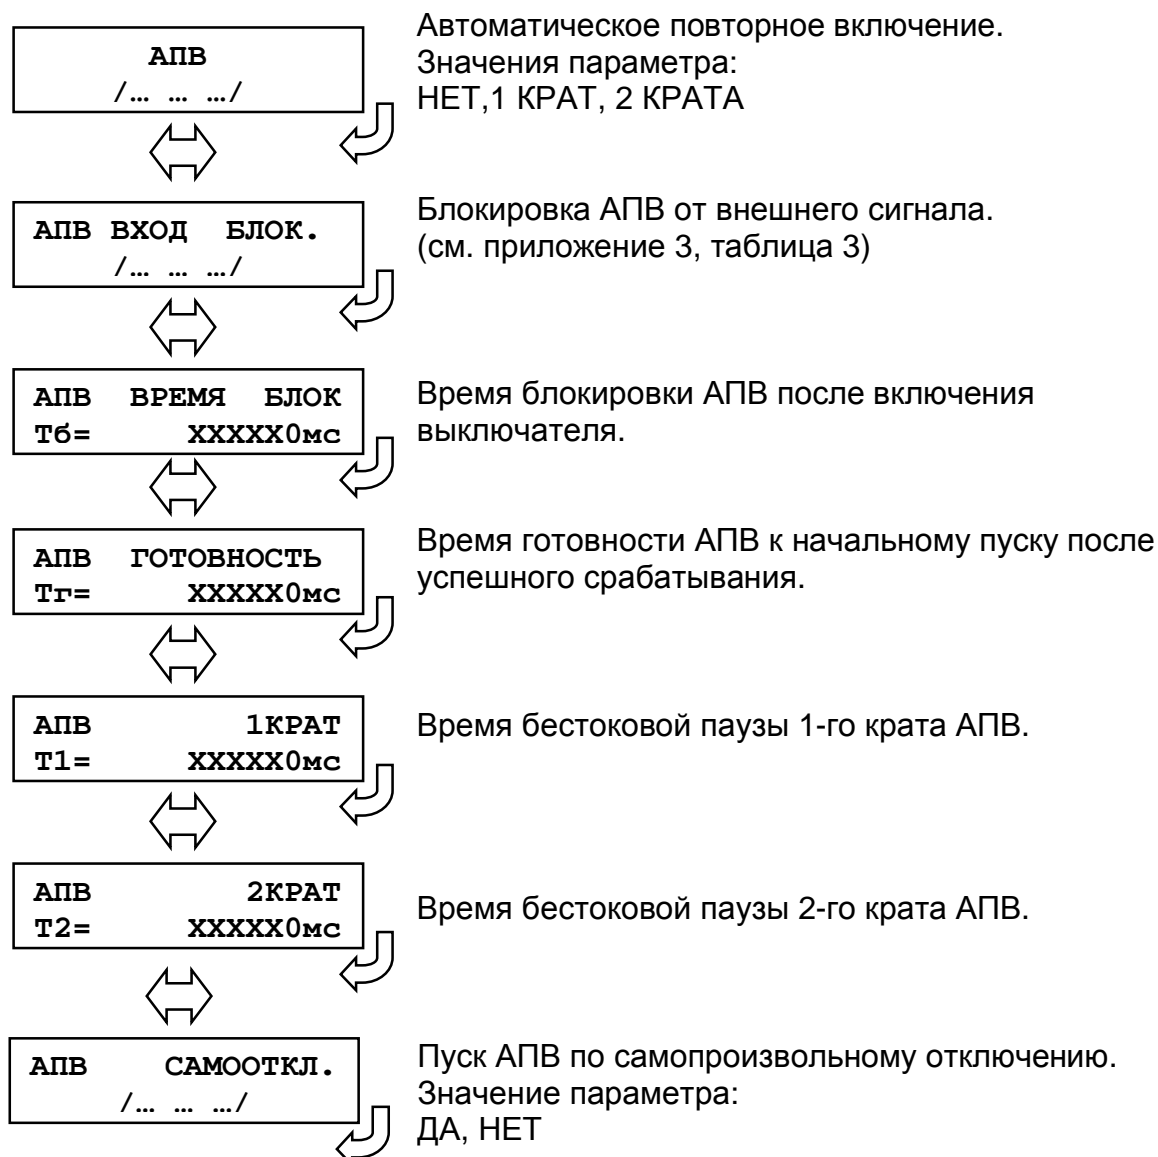 АПВ
/… … …/
Автоматическое повторное включение.
Значения параметра:
НЕТ,1 КРАТ, 2 КРАТА
АПВ ВХОД БЛОК.
/… … …/
Блокировка АПВ от внешнего сигнала.
(см. приложение 3, таблица 3)
АПВ ВРЕМЯ БЛОК
Тб= XXXXX0мс
Время блокировки АПВ после включения
выключателя.
АПВ ГОТОВНОСТЬ
Тг= XXXXX0мс
Время готовности АПВ к начальному пуску после
успешного срабатывания.
АПВ 1КРАТ
Т1= XXXXX0мс
Время бестоковой паузы 1-го крата АПВ.
АПВ 2КРАТ
Т2= XXXXX0мс
Время бестоковой паузы 2-го крата АПВ.
АПВ САМООТКЛ.
/… … …/
Пуск АПВ по самопроизвольному отключению.
Значение параметра:
ДА, НЕТ